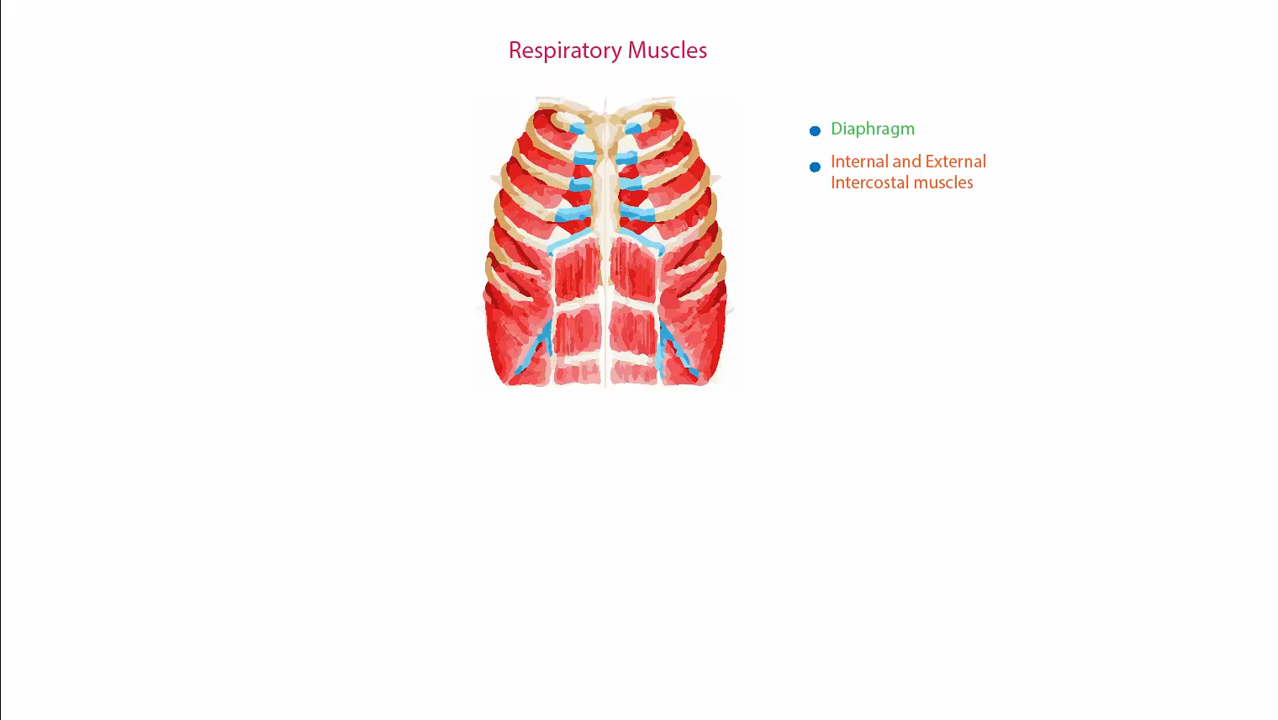 Respiratory Muscles
Diaphragm
Internal and External
Intercostal muscles